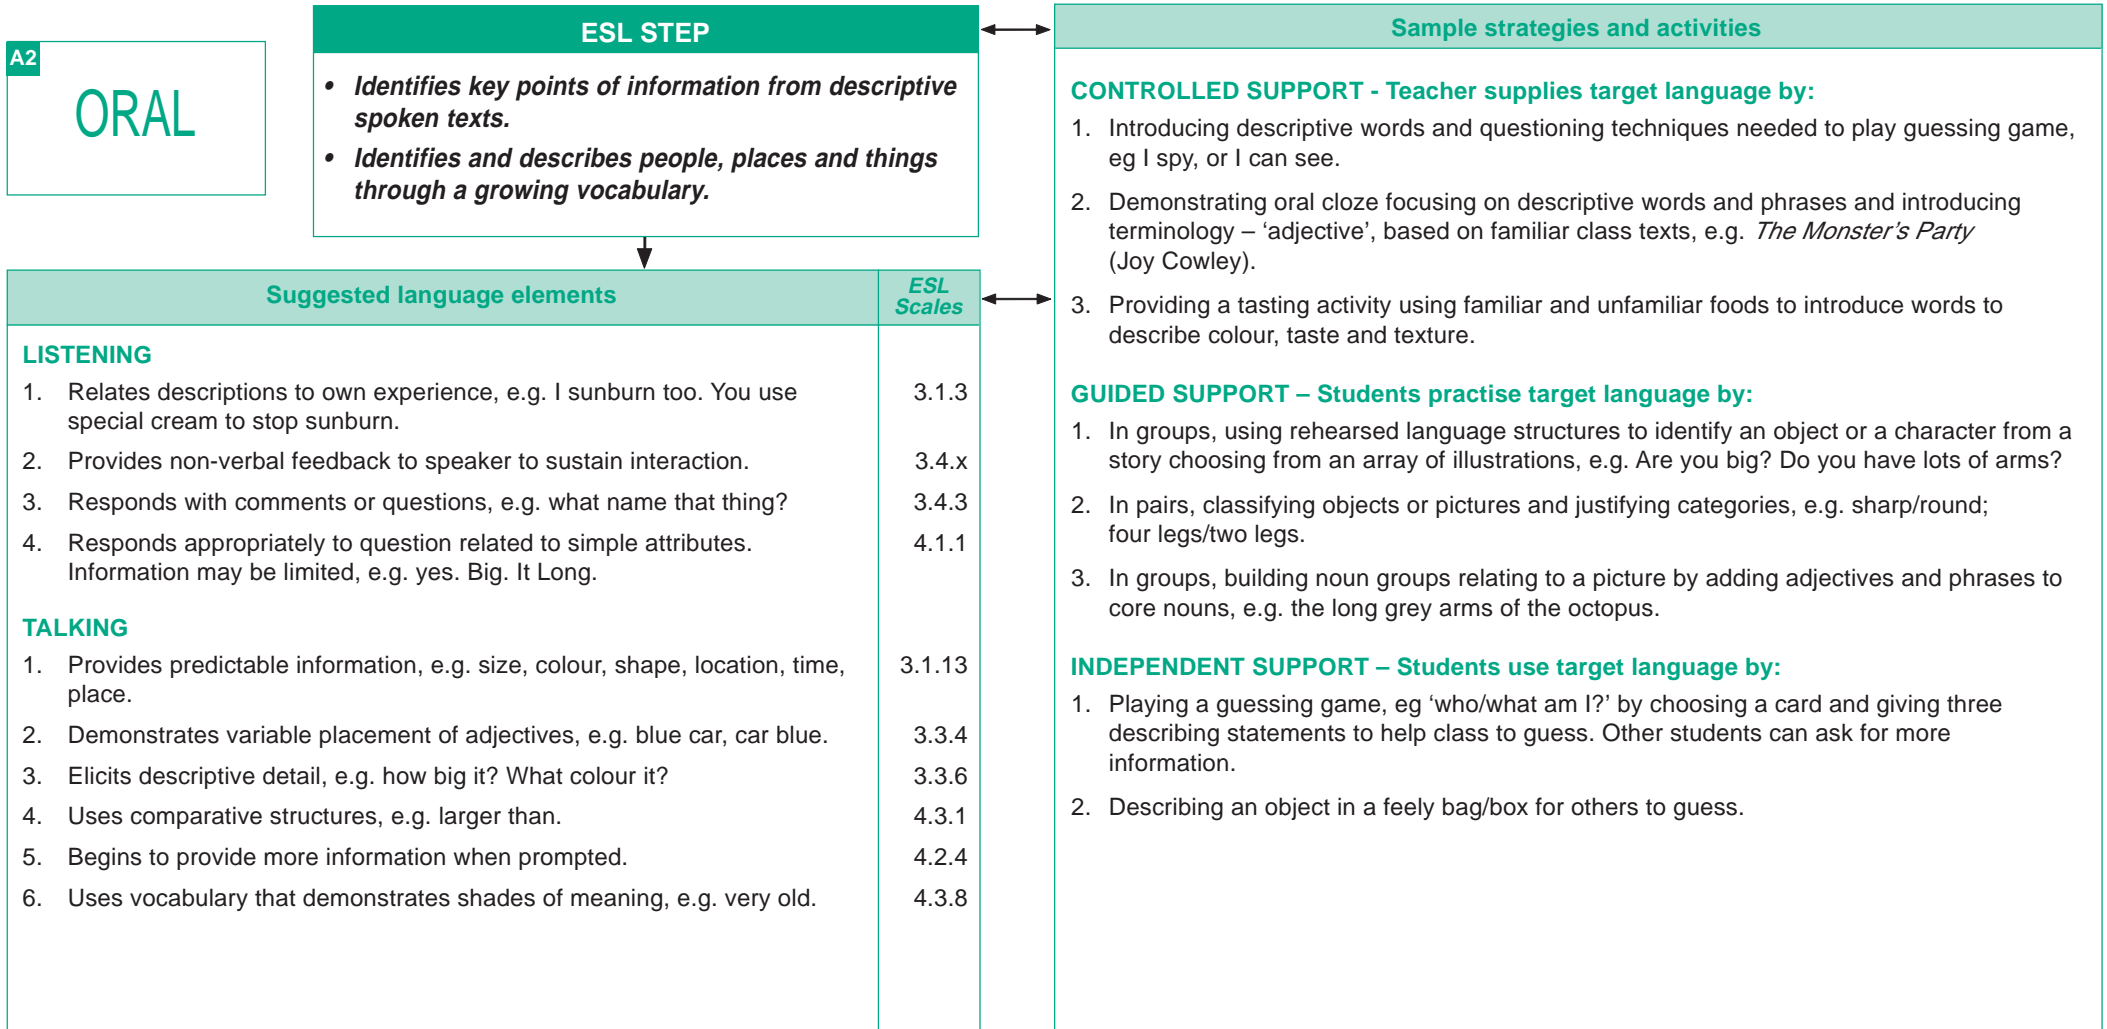 A2
ORAL
ESL STEP
• Identifies key points of information from descriptive
spoken texts.
• Identifies and describes people, places and things
through a growing vocabulary.
Suggested language elements
ESL
Scales
LISTENING
1. Relates descriptions to own experience, e.g. I sunburn too. You use 3.1.3
special cream to stop sunburn.
2. Provides non-verbal feedback to speaker to sustain interaction. 3.4.x
3. Responds with comments or questions, e.g. what name that thing? 3.4.3
4. Responds appropriately to question related to simple attributes. 4.1.1
Information may be limited, e.g. yes. Big. It Long.
TALKING
1. Provides predictable information, e.g. size, colour, shape, location, time, 3.1.13
place.
2. Demonstrates variable placement of adjectives, e.g. blue car, car blue. 3.3.4
3. Elicits descriptive detail, e.g. how big it? What colour it? 3.3.6
4. Uses comparative structures, e.g. larger than. 4.3.1
5. Begins to provide more information when prompted. 4.2.4
6. Uses vocabulary that demonstrates shades of meaning, e.g. very old. 4.3.8
Sample strategies and activities
CONTROLLED SUPPORT - Teacher supplies target language by:
1. Introducing descriptive words and questioning techniques needed to play guessing game,
eg I spy, or I can see.
2. Demonstrating oral cloze focusing on descriptive words and phrases and introducing
terminology – ‘adjective’, based on familiar class texts, e.g. The Monster’s Party
(Joy Cowley).
3. Providing a tasting activity using familiar and unfamiliar foods to introduce words to
describe colour, taste and texture.
GUIDED SUPPORT – Students practise target language by:
1. In groups, using rehearsed language structures to identify an object or a character from a
story choosing from an array of illustrations, e.g. Are you big? Do you have lots of arms?
2. In pairs, classifying objects or pictures and justifying categories, e.g. sharp/round;
four legs/two legs.
3. In groups, building noun groups relating to a picture by adding adjectives and phrases to
core nouns, e.g. the long grey arms of the octopus.
INDEPENDENT SUPPORT – Students use target language by:
1. Playing a guessing game, eg ‘who/what am I?’ by choosing a card and giving three
describing statements to help class to guess. Other students can ask for more
information.
2. Describing an object in a feely bag/box for others to guess.